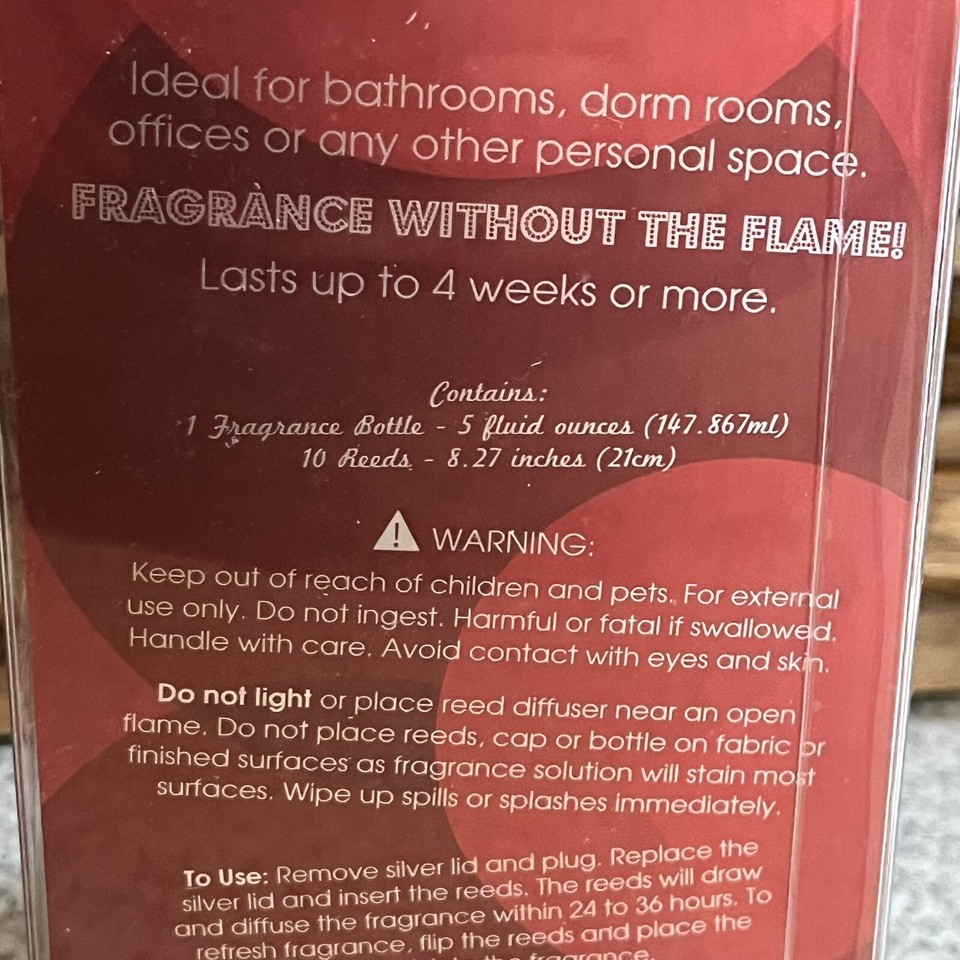 Ideal for bathrooms, dorm rooms,
offices or any other personal space.
FRAGRANCE WITHOUT THE FLAME!
Lasts up to 4 weeks or more.
Contains:
1 Fragrance Bottle - 5 fluid ounces (147.867ml)
10 Reeds - 8.27 inches (21cm)
! WARNING:
Keep out of reach of children and pets. For external
use only. Do not ingest. Harmful or fatal if swallowed.
Handle with care. Avoid contact with eyes and skin.
Do not light or place reed diffuser near an open
flame. Do not place reeds, cap or bottle on fabric or
finished surfaces as fragrance solution will stain most
surfaces. Wipe up spills or splashes immediately.
To Use: Remove silver lid and plug. Replace the
silver lid and insert the reeds. The reeds will draw
and diffuse the fragrance within 24 to 36 hours. To
refresh fragrance, flip the reeds and place the
the fragrance.